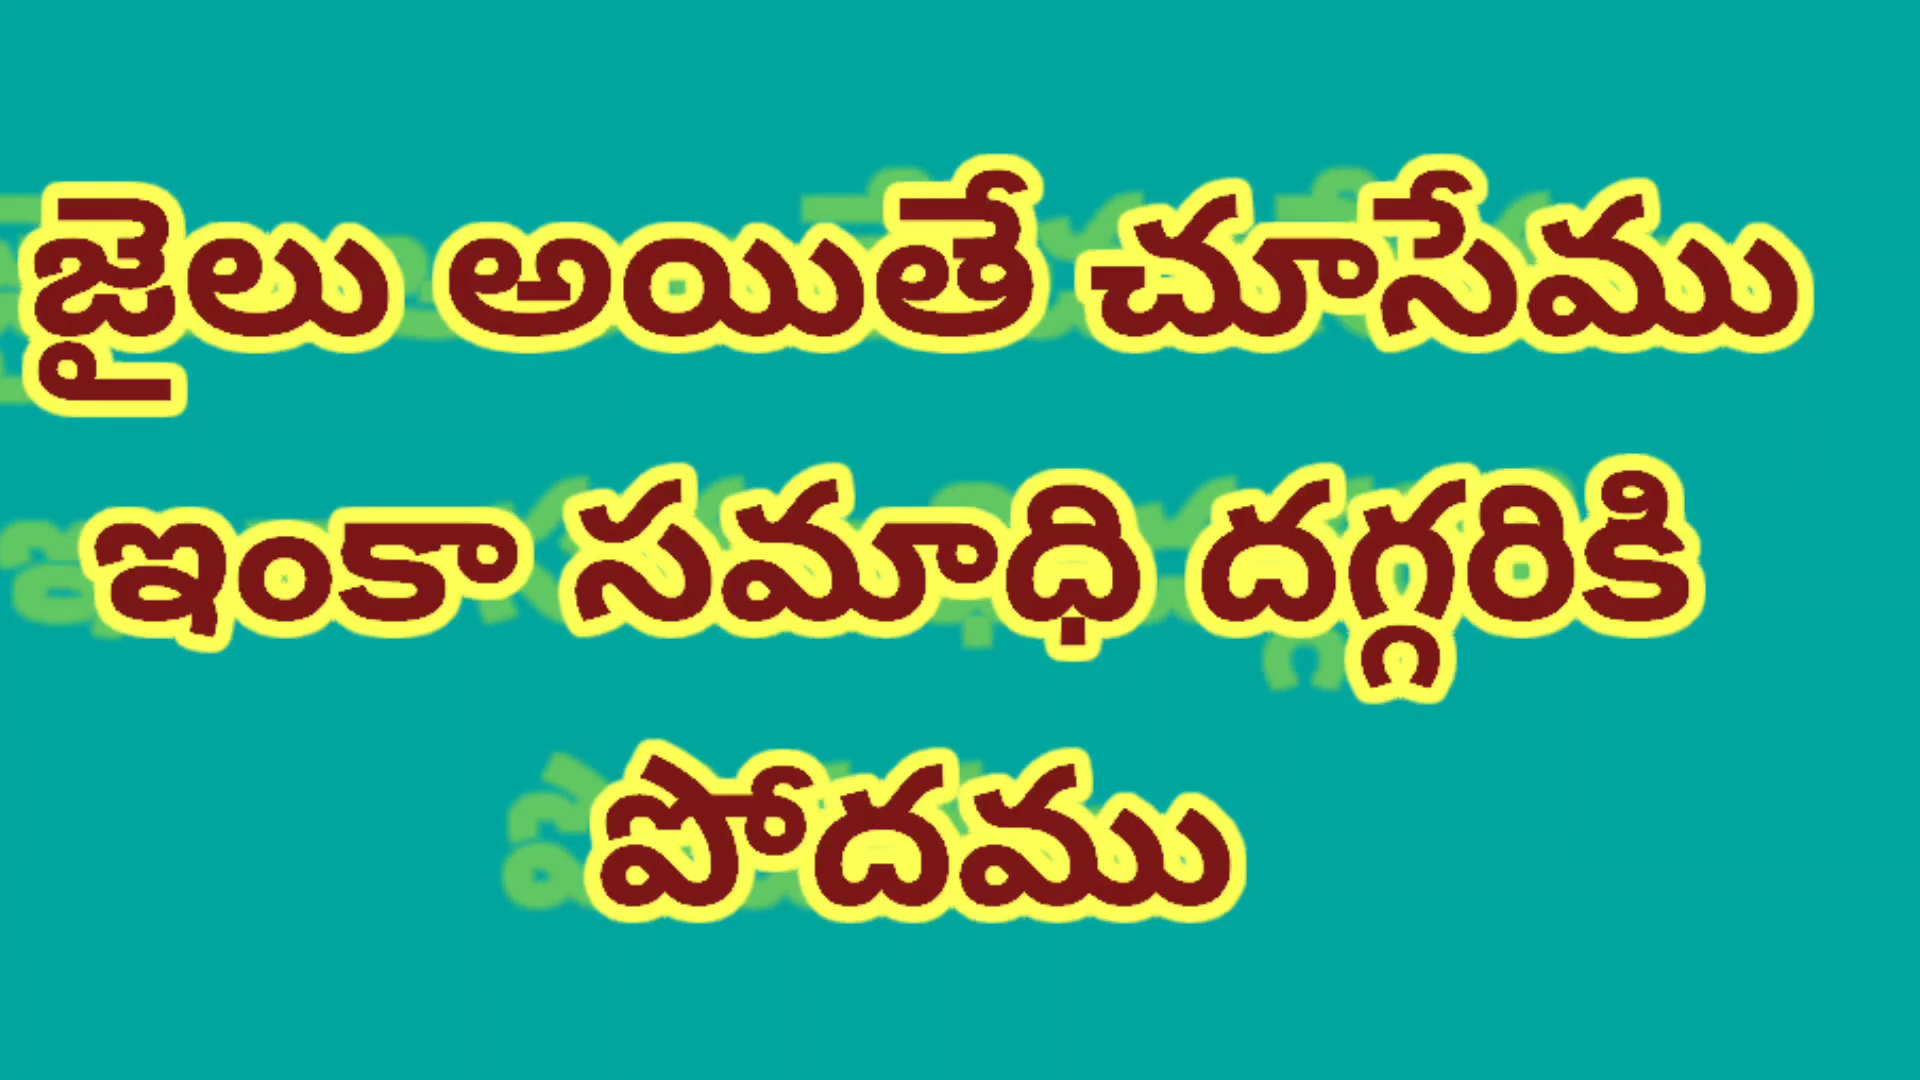 జైలు అయితే చూసేము
ఇంకా సమాధి దగ్గరికి
పోదము